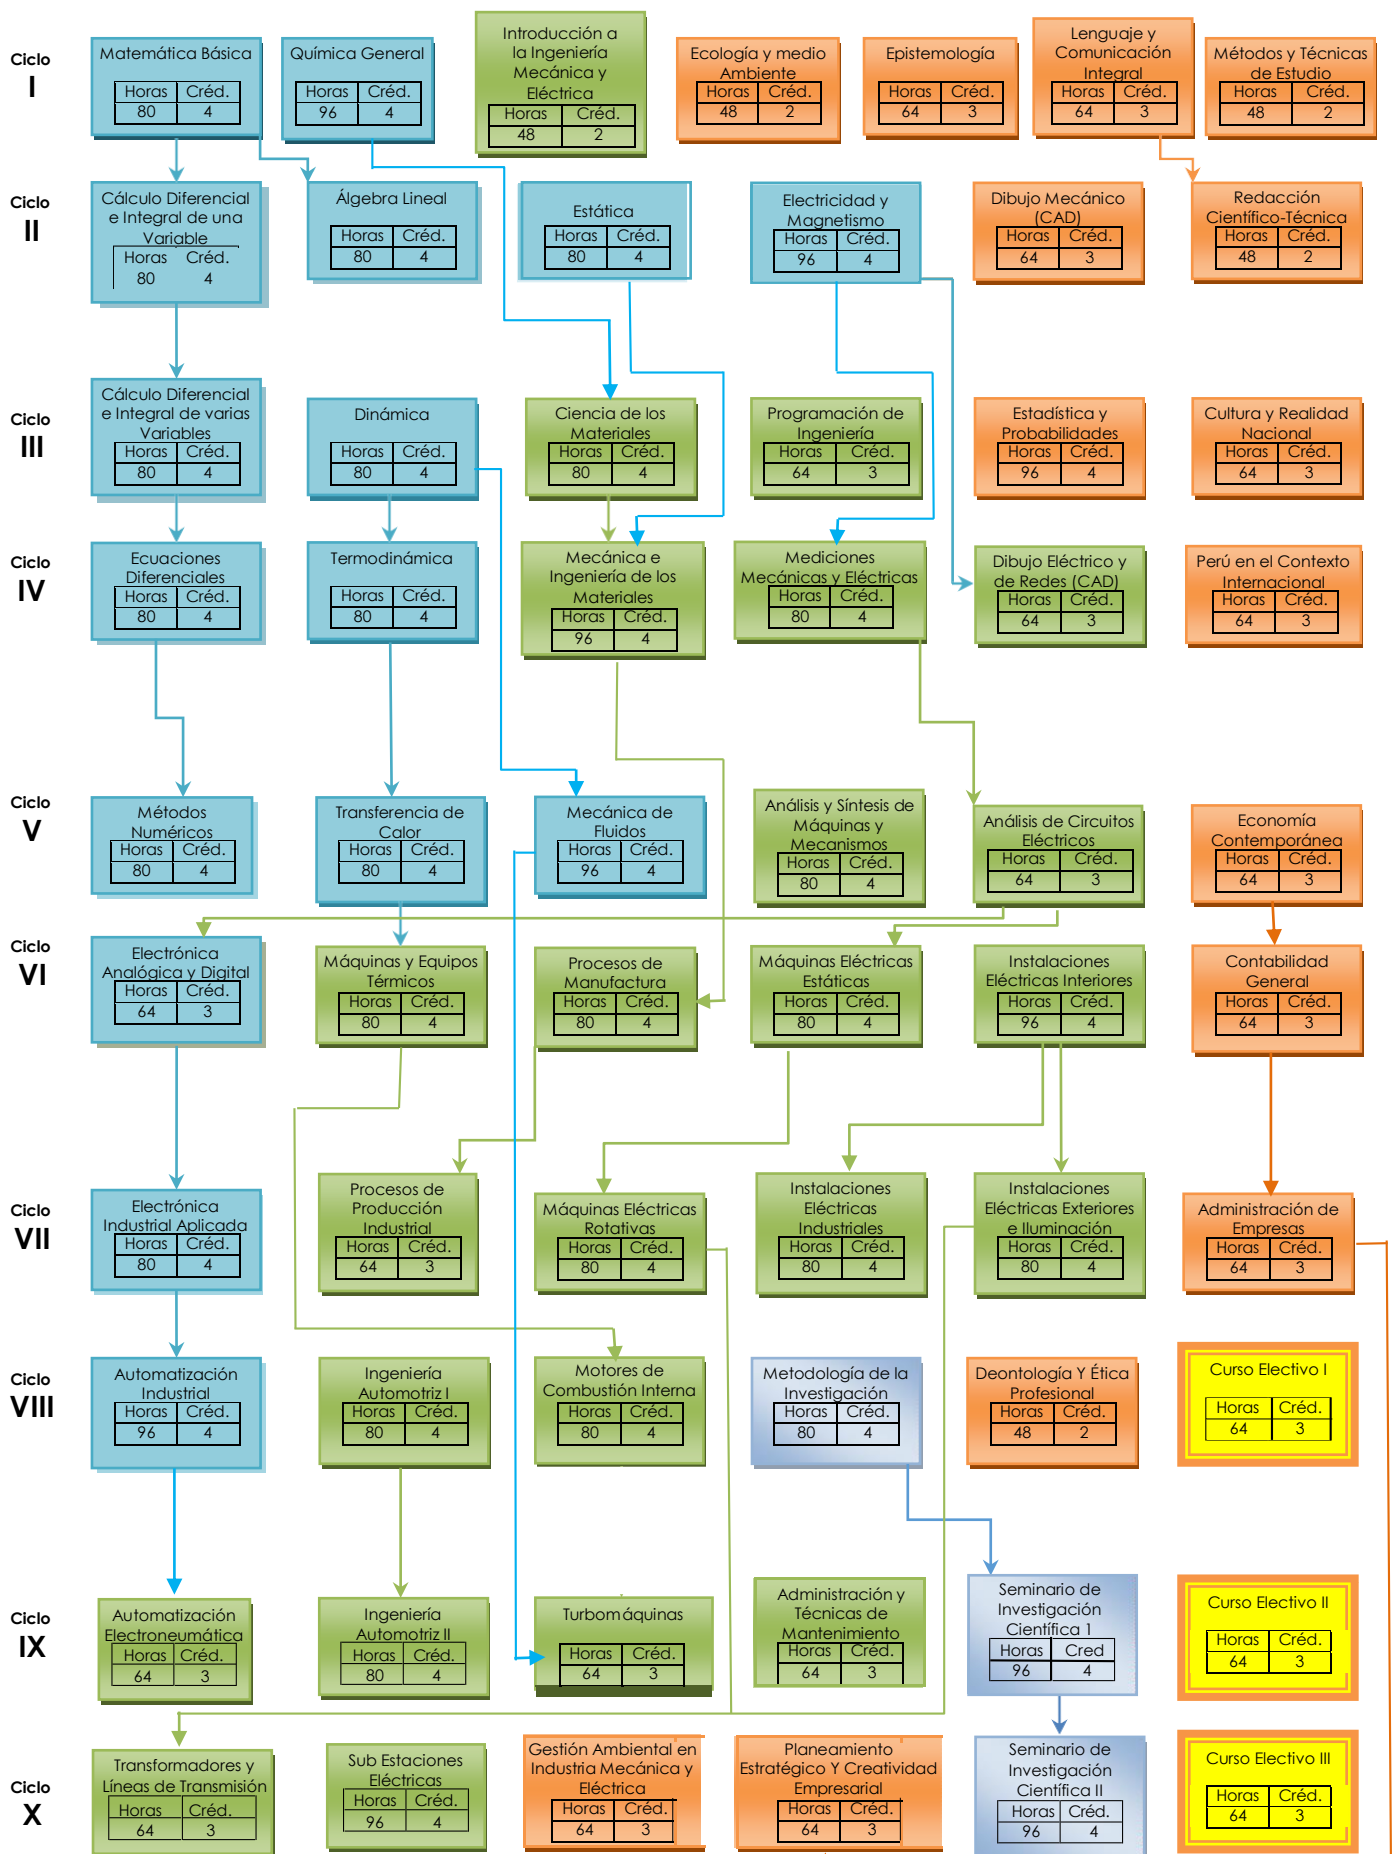 Ciclo
I
Matemática Básica
Horas Créd.
80 4
Química General
Horas Créd.
96 4
Introducción a
la Ingeniería
Mecánica y
Eléctrica
Horas Créd.
48 2
Ecología y medio
Ambiente
Horas Créd.
48 2
Epistemología
Horas Créd.
64 3
Lenguaje y
Comunicación
Integral
Horas Créd.
64 3
Métodos y Técnicas
de Estudio
Horas Créd.
48 2
Ciclo
II
Cálculo Diferencial
e Integral de una
Variable
Horas Créd.
80 4
Álgebra Lineal
Horas Créd.
80 4
Estática
Horas Créd.
80 4
Electricidad y
Magnetismo
Horas Créd.
96 4
Dibujo Mecánico
(CAD)
Horas Créd.
64 3
Redacción
Científico-Técnica
Horas Créd.
48 2
Ciclo
III
Cálculo Diferencial
e Integral de varias
Variables
Horas Créd.
80 4
Dinámica
Horas Créd.
80 4
Ciencia de los
Materiales
Horas Créd.
80 4
Programación de
Ingeniería
Horas Créd.
64 3
Estadística y
Probabilidades
Horas Créd.
96 4
Cultura y Realidad
Nacional
Horas Créd.
64 3
Ciclo
IV
Ecuaciones
Diferenciales
Horas Créd.
80 4
Termodinámica
Horas Créd.
80 4
Mecánica e
Ingeniería de los
Materiales
Horas Créd.
96 4
Mediciones
Mecánicas y Eléctricas
Horas Créd.
80 4
Dibujo Eléctrico y
de Redes (CAD)
Horas Créd.
64 3
Perú en el Contexto
Internacional
Horas Créd.
64 3
Ciclo
V
Métodos
Numéricos
Horas Créd.
80 4
Transferencia de
Calor
Horas Créd.
80 4
Mecánica de
Fluidos
Horas Créd.
96 4
Análisis y Síntesis de
Máquinas y
Mecanismos
Horas Créd.
80 4
Análisis de Circuitos
Eléctricos
Horas Créd.
64 3
Economía
Contemporánea
Horas Créd.
64 3
Ciclo
VI
Electrónica
Analógica y Digital
Horas Créd.
64 3
Máquinas y Equipos
Térmicos
Horas Créd.
80 4
Procesos de
Manufactura
Horas Créd.
80 4
Máquinas Eléctricas
Estáticas
Horas Créd.
80 4
Instalaciones
Eléctricas Interiores
Horas Créd.
96 4
Contabilidad
General
Horas Créd.
64 3
Ciclo
VII
Electrónica
Industrial Aplicada
Horas Créd.
80 4
Procesos de
Producción
Industrial
Horas Créd.
64 3
Máquinas Eléctricas
Rotativas
Horas Créd.
80 4
Instalaciones
Eléctricas
Industriales
Horas Créd.
80 4
Instalaciones
Eléctricas Exteriores
e Iluminación
Horas Créd.
80 4
Administración de
Empresas
Horas Créd.
64 3
Ciclo
VIII
Automatización
Industrial
Horas Créd.
96 4
Ingeniería
Automotriz I
Horas Créd.
80 4
Motores de
Combustión Interna
Horas Créd.
80 4
Metodología de la
Investigación
Horas Créd.
80 4
Deontología Y Ética
Profesional
Horas Créd.
48 2
Curso Electivo I
Horas Créd.
64 3
Ciclo
IX
Automatización
Electroneumática
Horas Créd.
64 3
Ingeniería
Automotriz II
Horas Créd.
80 4
Turbomáquinas
Horas Créd.
64 3
Administración y
Técnicas de
Mantenimiento
Horas Créd.
64 3
Seminario de
Investigación
Científica 1
Horas Cred
96 4
Curso Electivo II
Horas Créd.
64 3
Ciclo
X
Transformadores y
Líneas de Transmisión
Horas Créd.
64 3
Sub Estaciones
Eléctricas
Horas Créd.
96 4
Gestión Ambiental en
Industria Mecánica y
Eléctrica
Horas Créd.
64 3
Planeamiento
Estratégico Y Creatividad
Empresarial
Horas Créd.
64 3
Seminario de
Investigación
Científica II
Horas Créd.
96 4
Curso Electivo III
Horas Créd.
64 3